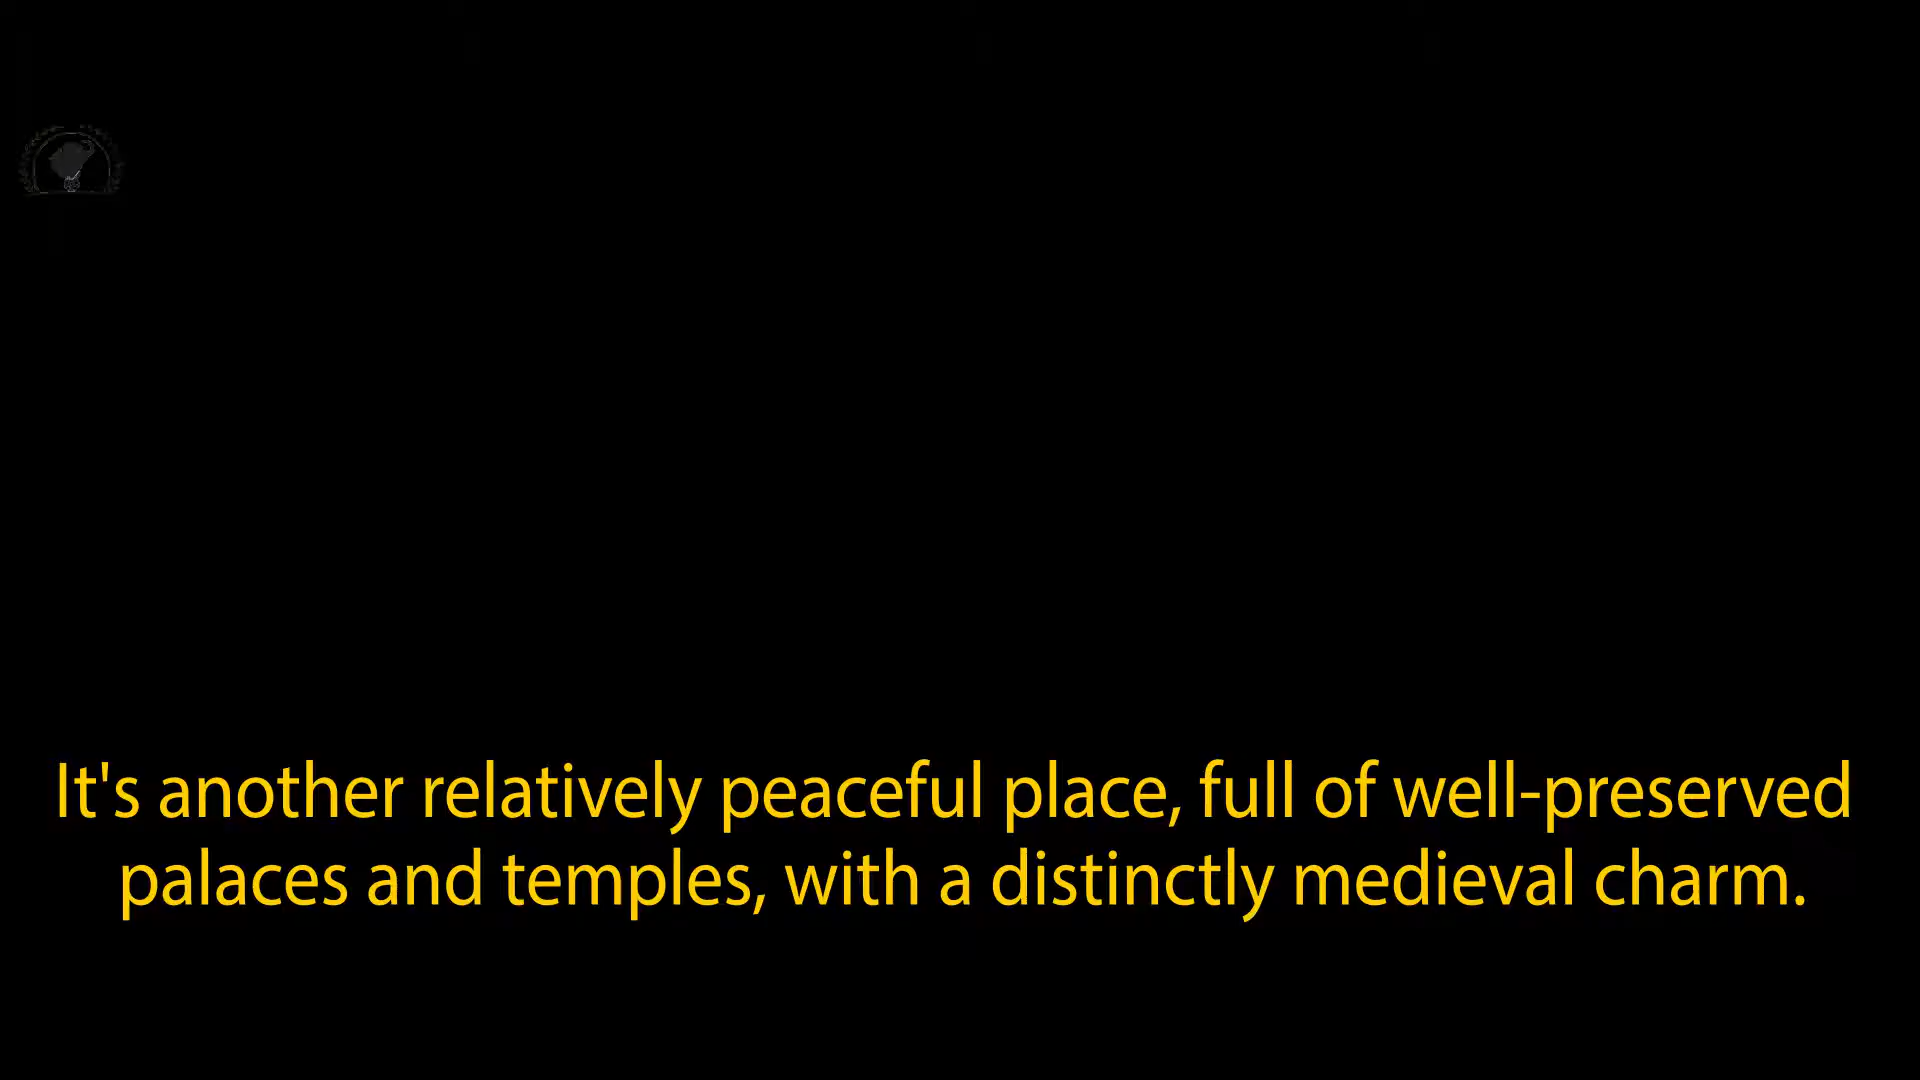 It's another relatively peaceful place, full of well-preserved
palaces and temples, with a distinctly medieval charm.